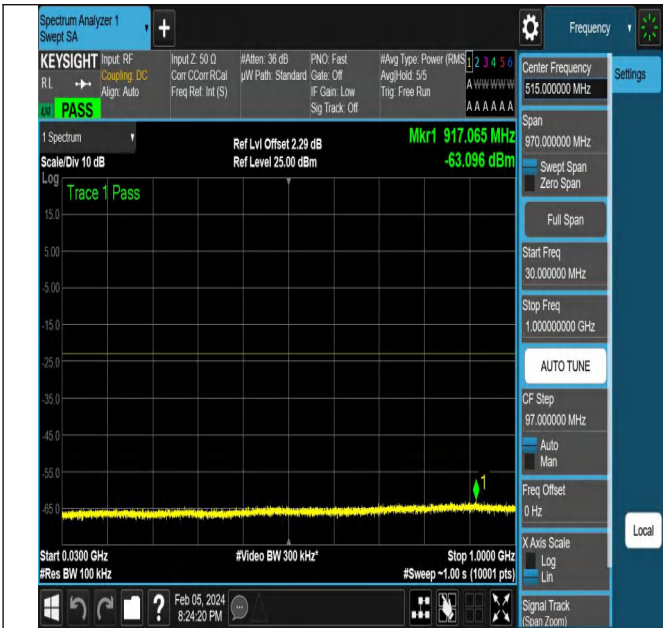 Spectrum Analyzer 1
Swept SA
+
Frequency
KEYSIGHT
RL
PASS
Input: RF
Coupling: DC
Align: Auto
Input Z: 50 Ω
Corr CCorr RCal
Freq Ref: Int (S)
#Atten: 36 dB
µW Path: Standard
PNO: Fast
Gate: Off
IF Gain: Low
Sig Track: Off
#Avg Type: Power (RMS
Avg|Hold: 5/5
Trig: Free Run
1 2 3 4 5 6
A W W W W W
A A A A A A
1 Spectrum
Scale/Div 10 dB
Log
Ref Lvl Offset 2.29 dB
Ref Level 25.00 dBm
Mkr1 917.065 MHz
-63.096 dBm
Trace 1 Pass
15.0
5.00
-5.00
-15.0
-25.0
-35.0
-45.0
-55.0
-65.0
1
Start 0.0300 GHz
#Res BW 100 kHz
#Video BW 300 kHz*
Stop 1.0000 GHz
#Sweep ~1.00 s (10001 pts)
?
Feb 05, 2024
8:24:20 PM
Center Frequency
515.000000 MHz
Settings
Span
970.000000 MHz
Swept Span
Zero Span
Full Span
Start Freq
30.000000 MHz
Stop Freq
1.000000000 GHz
AUTO TUNE
CF Step
97.000000 MHz
Auto
Man
Freq Offset
0 Hz
X Axis Scale
Log
Lin
Local
Signal Track
(Span Zoom)